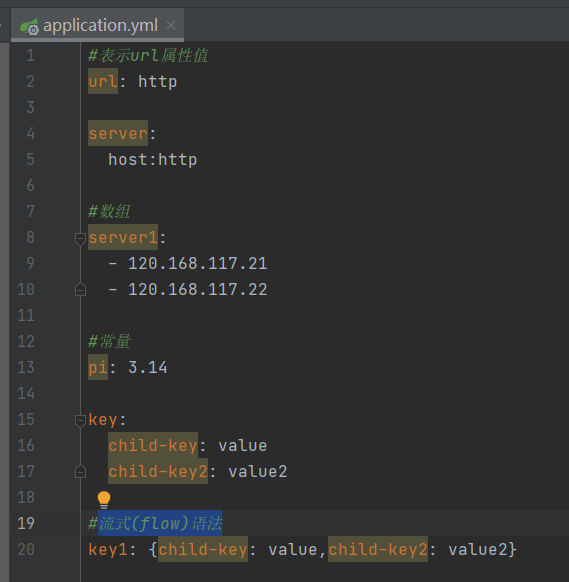 application.yml
1 #表示url属性值
2 url: http
3
4 server:
5   host:http
6
7 #数组
8 server1:
9   - 120.168.117.21
10   - 120.168.117.22
11
12 #常量
13 pi: 3.14
14
15 key:
16   child-key: value
17   child-key2: value2
18
19 #流式(flow)语法
20 key1: {child-key: value,child-key2: value2}